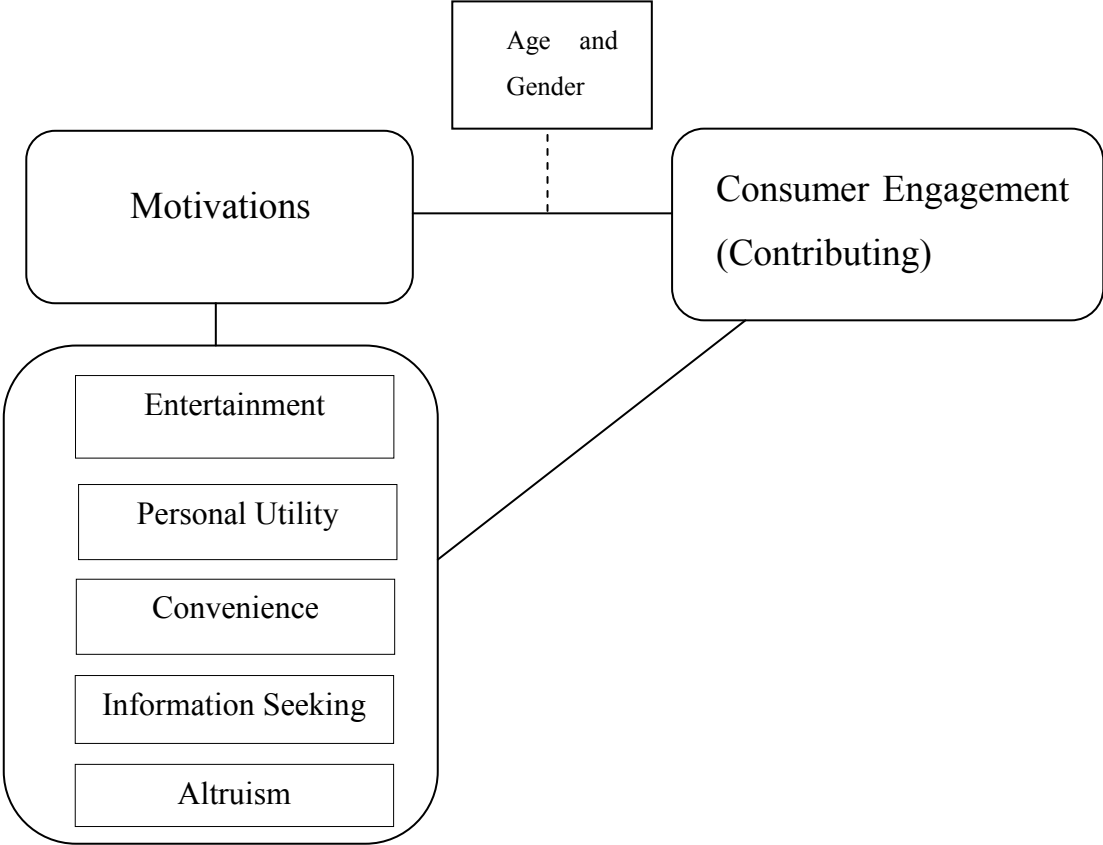 Age and
Gender
Motivations
Consumer Engagement
(Contributing)
Entertainment
Personal Utility
Convenience
Information Seeking
Altruism